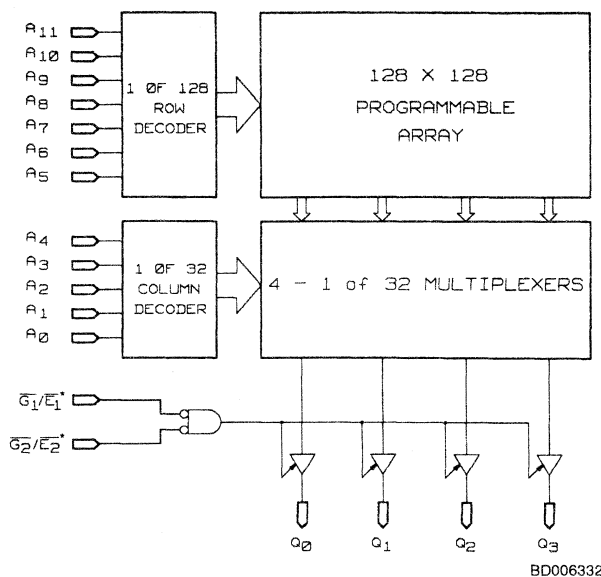 A11
A10
A9
A8
A7
A6
A5
1 0F 128
ROW
DECODER
128 X 128
PROGRAMMABLE
ARRAY
A4
A3
A2
A1
A0
1 0F 32
COLUMN
DECODER
4 - 1 of 32 MULTIPLEXERS
G1/E1*
G2/E2*
Q0
Q1
Q2
Q3
BD006332